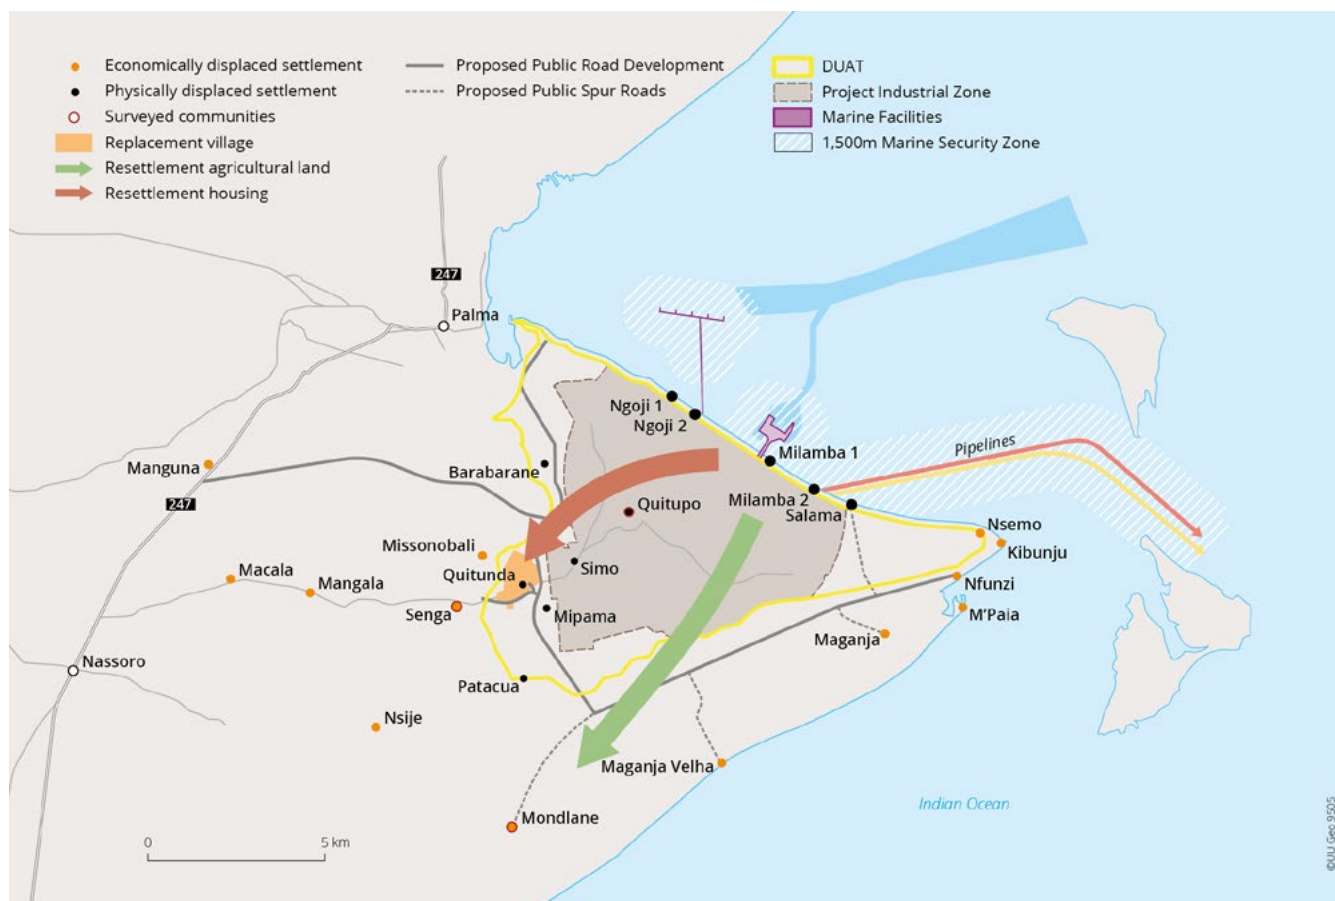 Economically displaced settlement
Physically displaced settlement
Surveyed communities
Replacement village
Resettlement agricultural land
Resettlement housing
Proposed Public Road Development
Proposed Public Spur Roads
DUAT
Project Industrial Zone
Marine Facilities
1,500m Marine Security Zone
247
Palma
Ngoji 1
Ngoji 2
Manguna
Barabarane
Milamba 1
Pipelines
247
Quitupo
Milamba 2
Salama
Nsemo
Kibunju
Missonobali
Macala
Quitunda
Simo
Mangala
Nfunzi
Senga
Mipama
M'Paia
Maganja
Nassoro
Patacua
Nsije
Maganja Velha
Mondlane
Indian Ocean
0
5 km
©UU Geo 9505